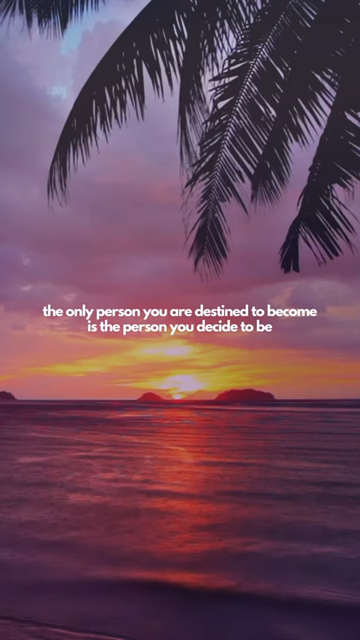 the only person you are destined to become
is the person you decide to be